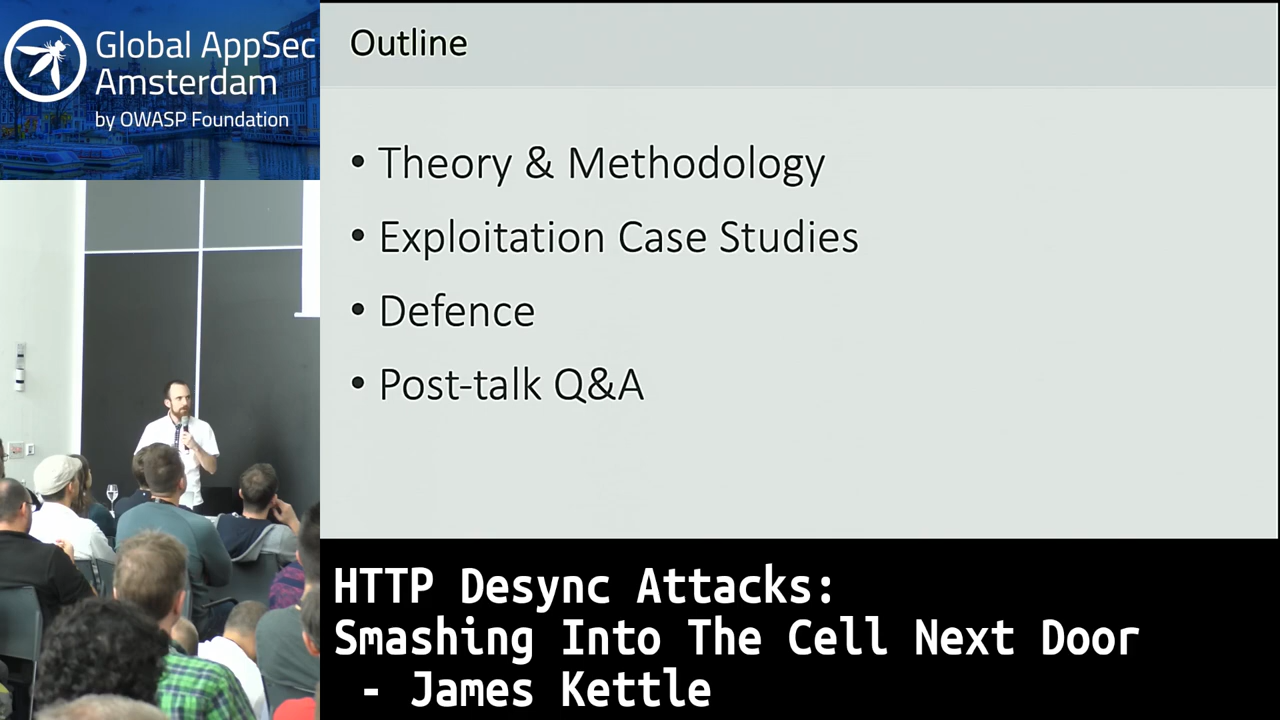 Global AppSec
Amsterdam
by OWASP Foundation
Outline
• Theory & Methodology
• Exploitation Case Studies
• Defence
• Post-talk Q&A
HTTP Desync Attacks:
Smashing Into The Cell Next Door
- James Kettle